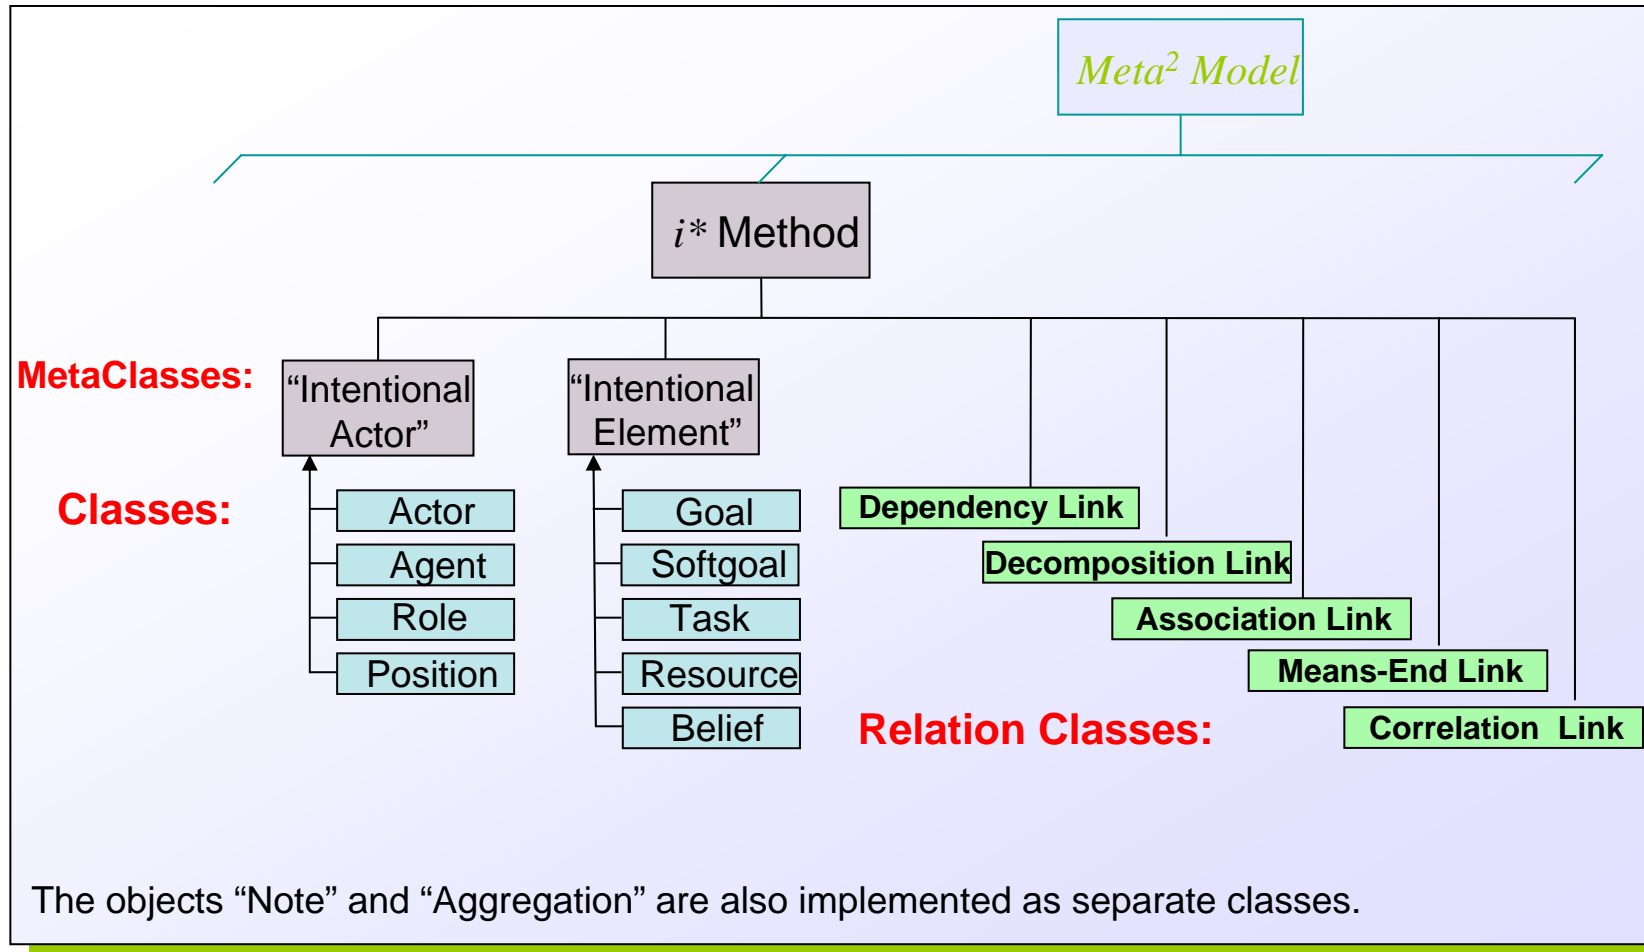 Meta² Model
i* Method
MetaClasses:
“Intentional
Actor”
“Intentional
Element”
Classes:
Actor
Agent
Role
Position
Goal
Softgoal
Task
Resource
Belief
Dependency Link
Decomposition Link
Association Link
Means-End Link
Correlation Link
Relation Classes:
The objects “Note” and “Aggregation” are also implemented as separate classes.